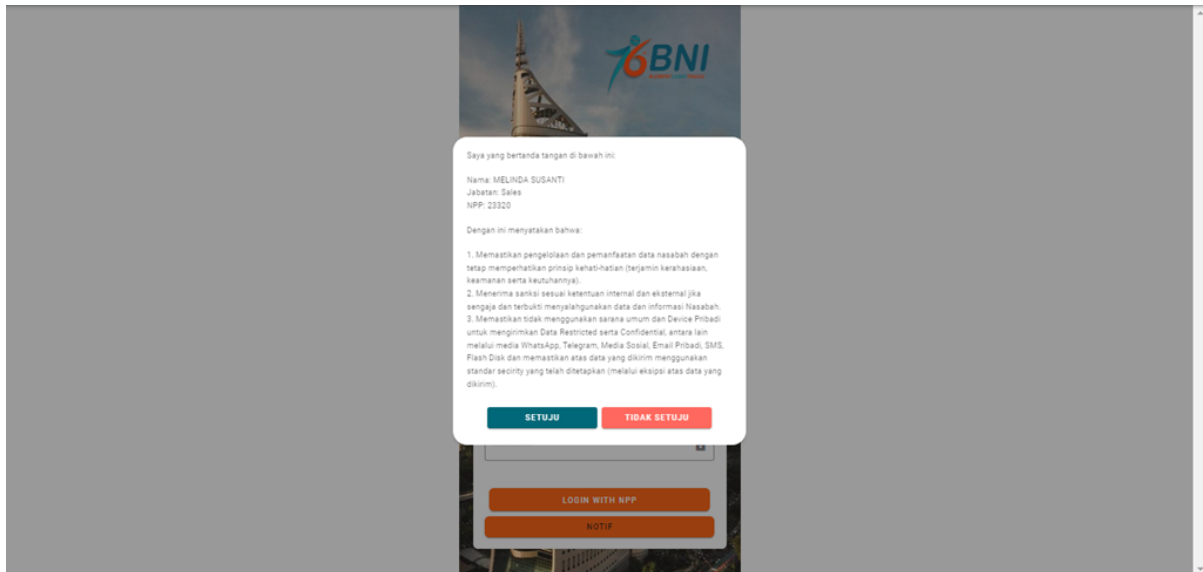 76 BNI
Saya yang bertanda tangan di bawah ini:
Nama: MELINDA SUSANTI
Jabatan: Sales
NPP: 23320
Dengan ini menyatakan bahwa:
1. Memastikan pengelolaan dan pemanfaatan data nasabah dengan
tetap memperhatikan prinsip kehati-hatian (terjamin kerahasiaan,
keamanan serta keutuhannya).
2. Menerima sanksi sesuai ketentuan internal dan eksternal jika
sengaja dan terbukti menyalahgunakan data dan informasi Nasabah.
3. Memastikan tidak menggunakan sarana umum dan Device Pribadi
untuk mengirimkan Data Restricted serta Confidential, antara lain
melalui media WhatsApp, Telegram, Media Sosial, Email Pribadi, SMS,
Flash Disk dan memastikan atas data yang dikirim menggunakan
standar secirity yang telah ditetapkan (melalui eksipsi atas data yang
dikirim).
SETUJU TIDAK SETUJU
LOGIN WITH NPP
NOTIF